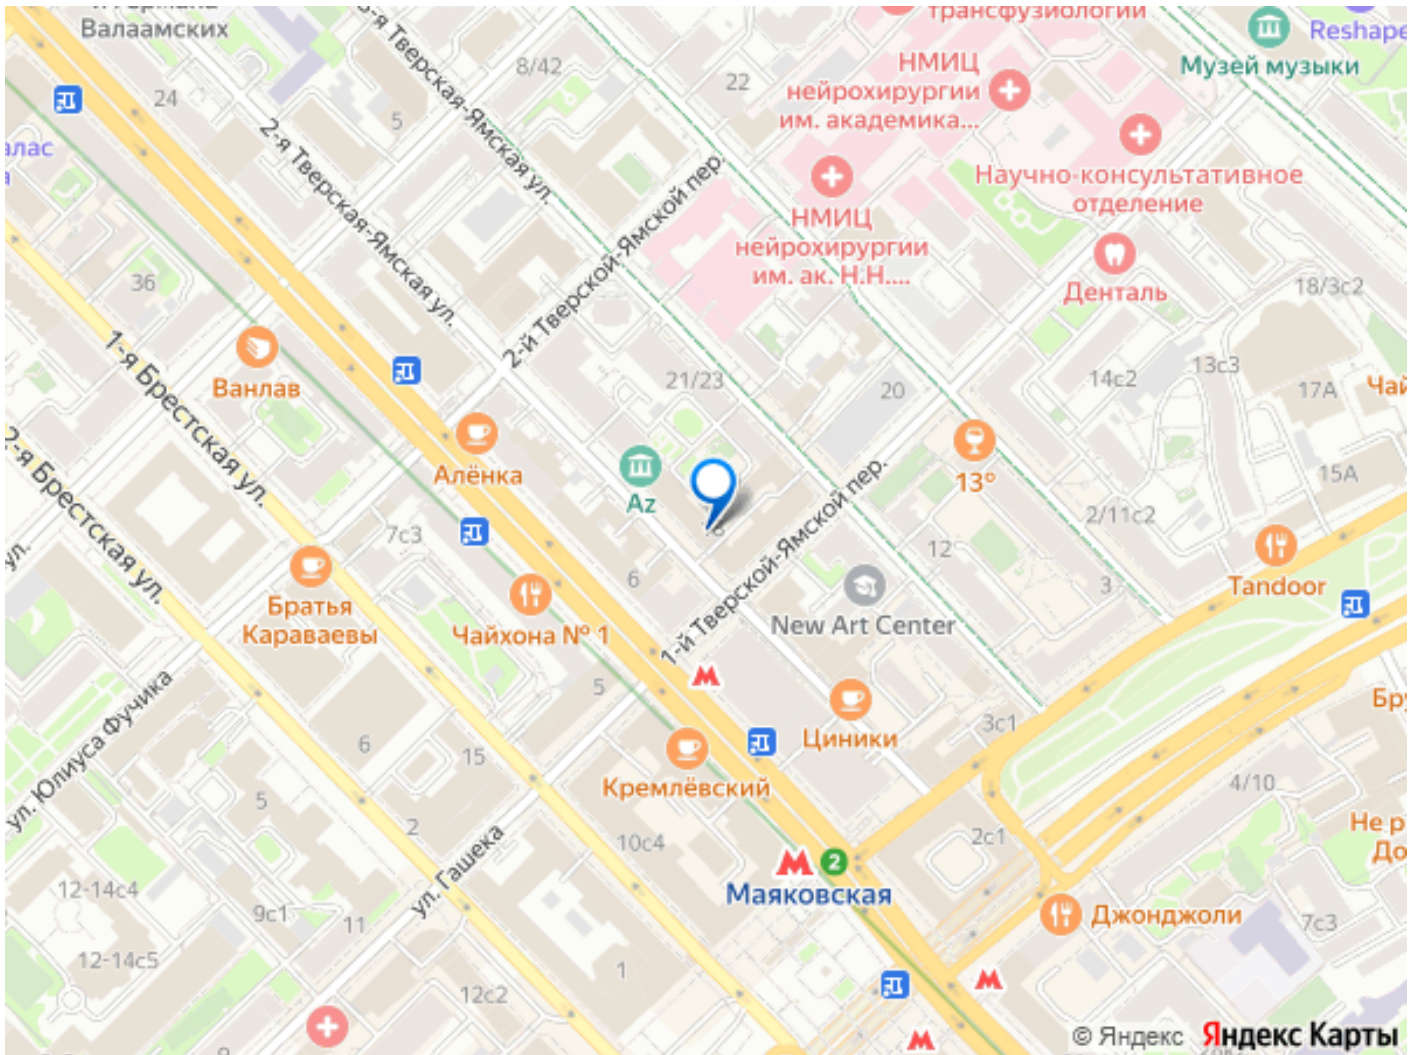 Валаамских
трансфузиологии
Reshape
Музей музыки
НМИЦ
нейрохирургии
им. академика...
8/42
22
24
5
3-я Тверская-Ямская ул.
2-я Тверская-Ямская ул.
2-й Тверской-Ямской пер.
Научно-консультативное
отделение
НМИЦ
нейрохирургии
им. ак. Н.Н....
Денталь
18/3с2
36
1-я Брестская ул.
2-я Брестская ул.
Ванлав
21/23
20
14с2
13с3
17А
Чай
Алёнка
Az
13°
15А
7с3
2/11с2
18
12
6
3
1-й Тверской-Ямской пер.
Tandoor
Братья
Караваевы
Чайхона № 1
New Art Center
ул.
5
ул. Юлиуса Фучика
6
15
Циники
3с1
Кремлёвский
4/10
5
2
10с4
2с1
ул. Гашека
2
Маяковская
12-14с4
9с1
11
Джонджоли
7с3
12-14с5
1
12с2
© Яндекс Яндекс Карты